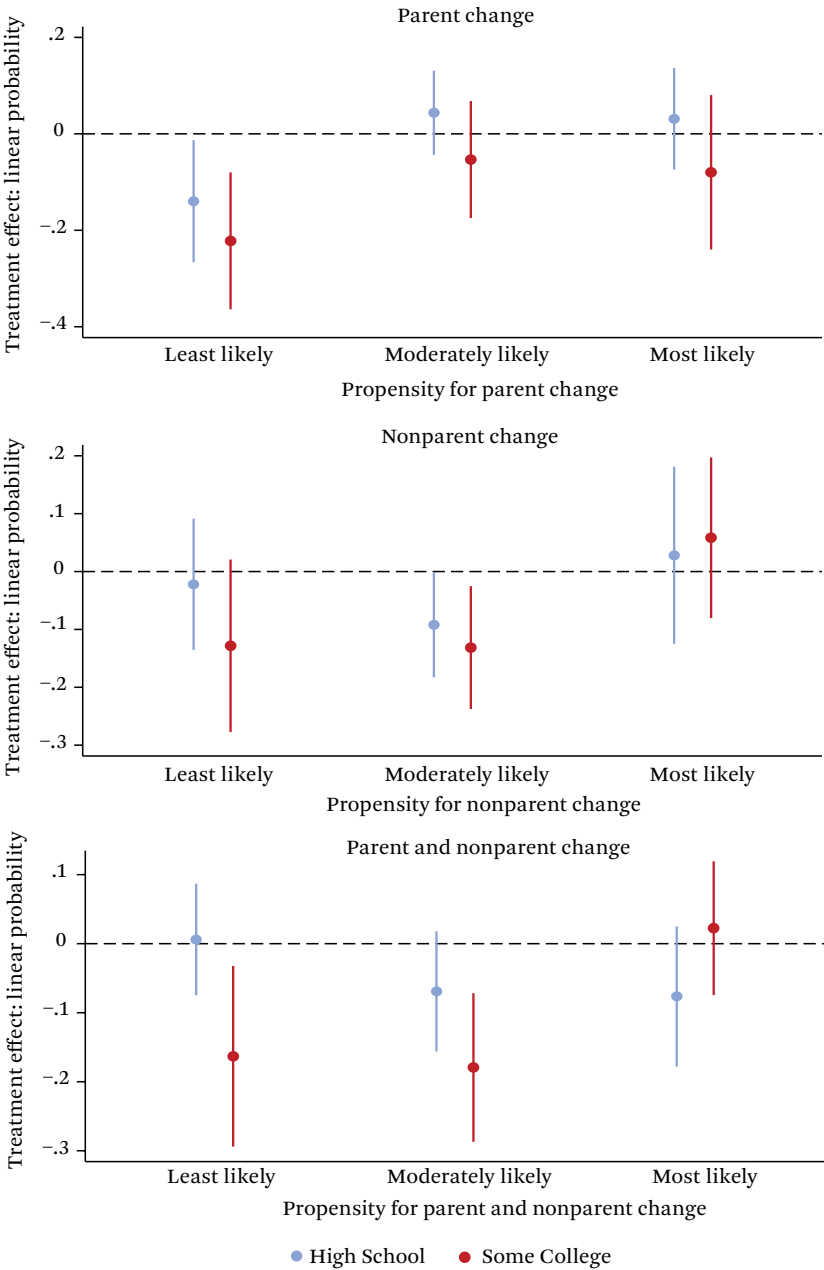 Parent change
Treatment effect: linear probability
.2
0
−.2
−.4
Least likely
Moderately likely
Most likely
Propensity for parent change
Nonparent change
Treatment effect: linear probability
.2
.1
0
−.1
−.2
−.3
Least likely
Moderately likely
Most likely
Propensity for nonparent change
Parent and nonparent change
Treatment effect: linear probability
.1
0
−.1
−.2
−.3
Least likely
Moderately likely
Most likely
Propensity for parent and nonparent change
High School
Some College